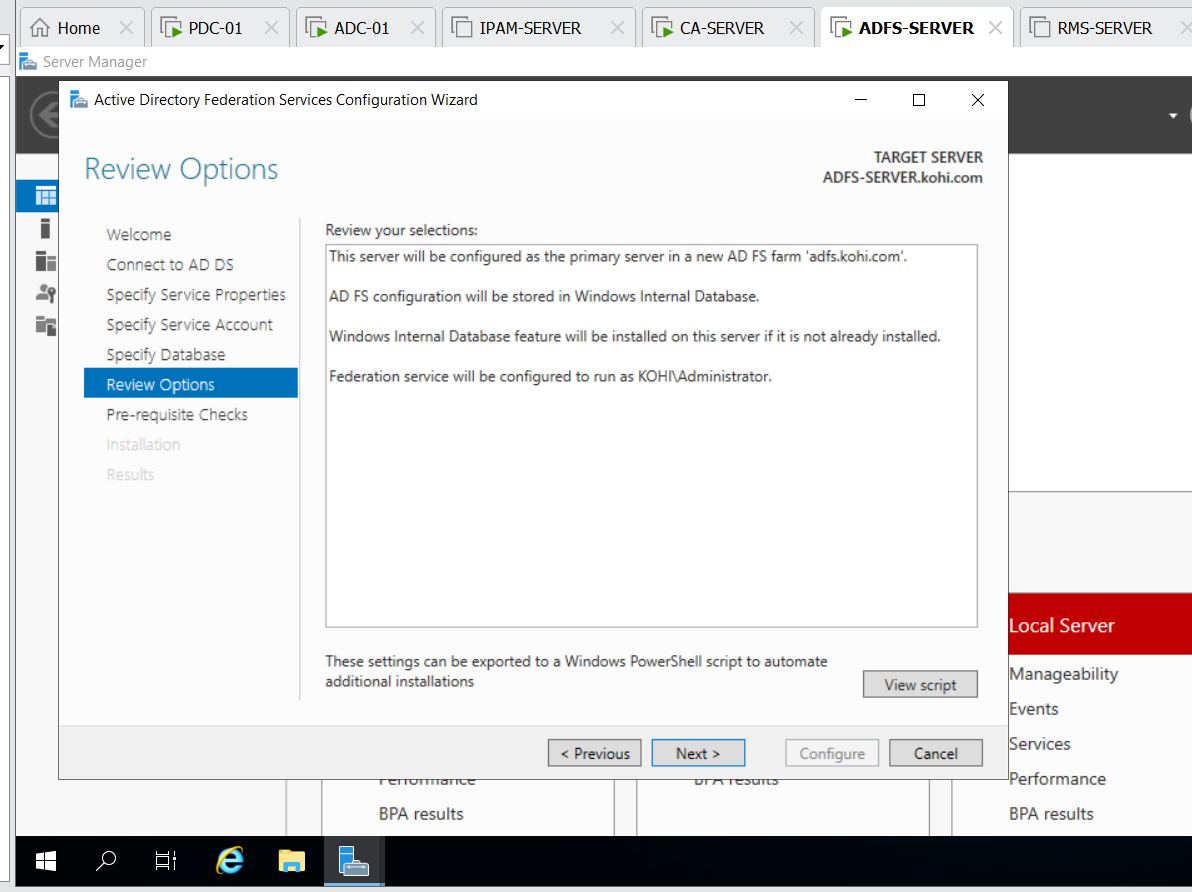 Home
PDC-01
ADC-01
IPAM-SERVER
CA-SERVER
ADFS-SERVER
RMS-SERVER
Server Manager
Active Directory Federation Services Configuration Wizard
Review Options
TARGET SERVER
ADFS-SERVER.kohi.com
Welcome
Connect to AD DS
Specify Service Properties
Specify Service Account
Specify Database
Review Options
Pre-requisite Checks
Installation
Results
Review your selections:
This server will be configured as the primary server in a new AD FS farm 'adfs.kohi.com'.
AD FS configuration will be stored in Windows Internal Database.
Windows Internal Database feature will be installed on this server if it is not already installed.
Federation service will be configured to run as KOHI\Administrator.
These settings can be exported to a Windows PowerShell script to automate
additional installations
View script
< Previous
Next >
Configure
Cancel
Local Server
Manageability
Events
Services
Performance
BPA results
Performance
BPA results
BPA results